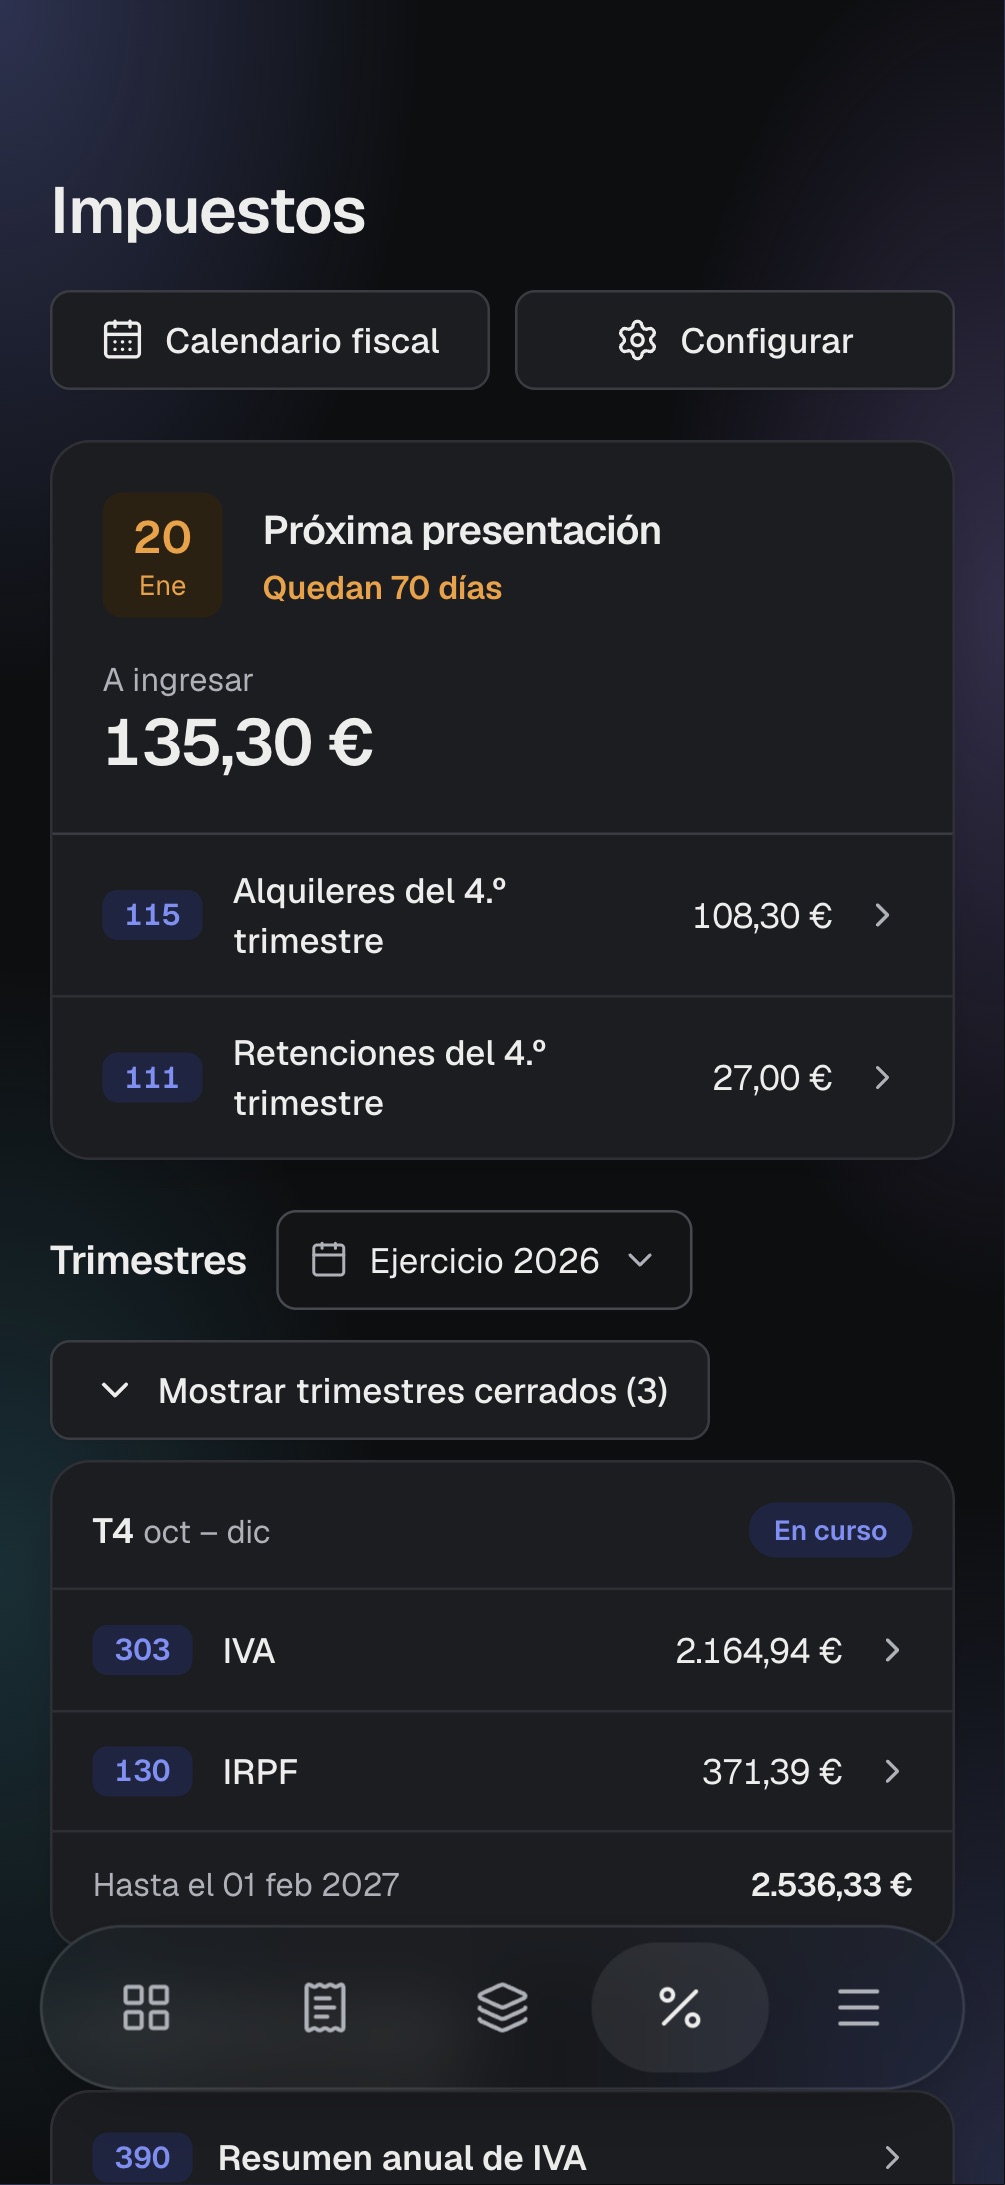 Impuestos
Calendario fiscal
Configurar
20
Ene
Próxima presentación
Quedan 70 días
A ingresar
135,30 €
115
Alquileres del 4.º
trimestre
108,30 €
111
Retenciones del 4.º
trimestre
27,00 €
Trimestres
Ejercicio 2026
Mostrar trimestres cerrados (3)
T4 oct – dic
En curso
303
IVA
2.164,94 €
130
IRPF
371,39 €
Hasta el 01 feb 2027
2.536,33 €
390
Resumen anual de IVA